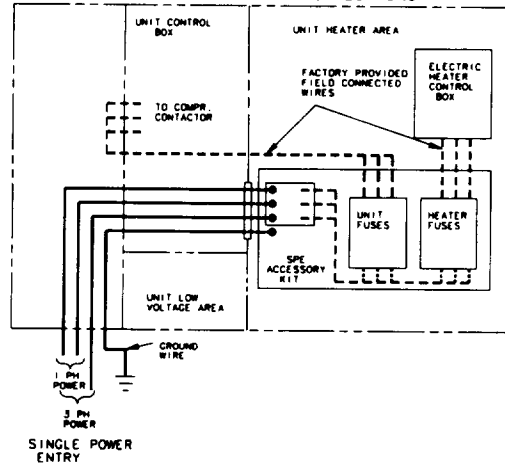 UNIT CONTROL
BOX
UNIT HEATER AREA
FACTORY PROVIDED
FIELD CONNECTED
WIRES
ELECTRIC
HEATER
CONTROL
BOX
TO COMPR.
CONTACTOR
UNIT
FUSES
HEATER
FUSES
SPE
ACCESSORY
KIT
UNIT LOW
VOLTAGE AREA
GROUND
WIRE
1 PH
POWER
3 PH
POWER
SINGLE POWER
ENTRY